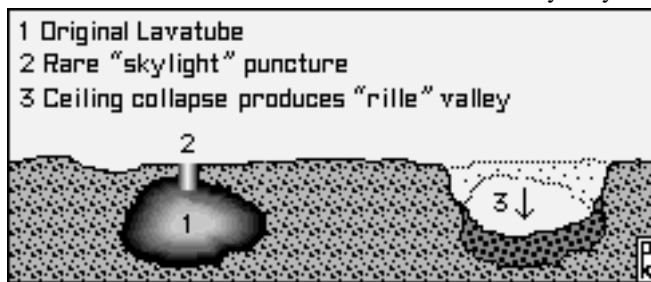 1 Original Lavatube
2 Rare “skylight” puncture
3 Ceiling collapse produces “rille” valley
2
1
3